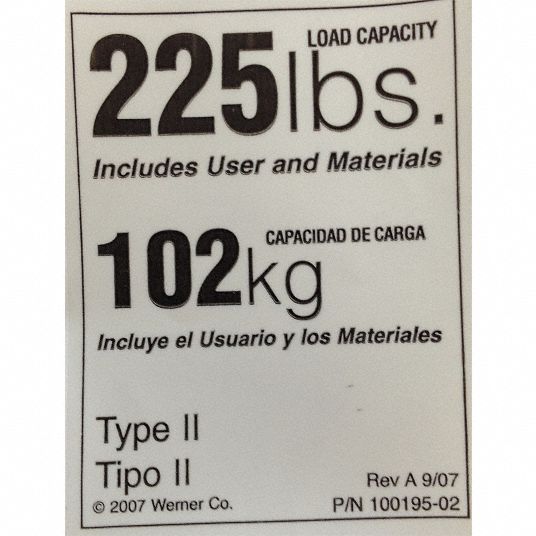 LOAD CAPACITY
225lbs.
Includes User and Materials
CAPACIDAD DE CARGA
102kg
Incluye el Usuario y los Materiales
Type II
Tipo II
Rev A 9/07
© 2007 Werner Co.
P/N 100195-02